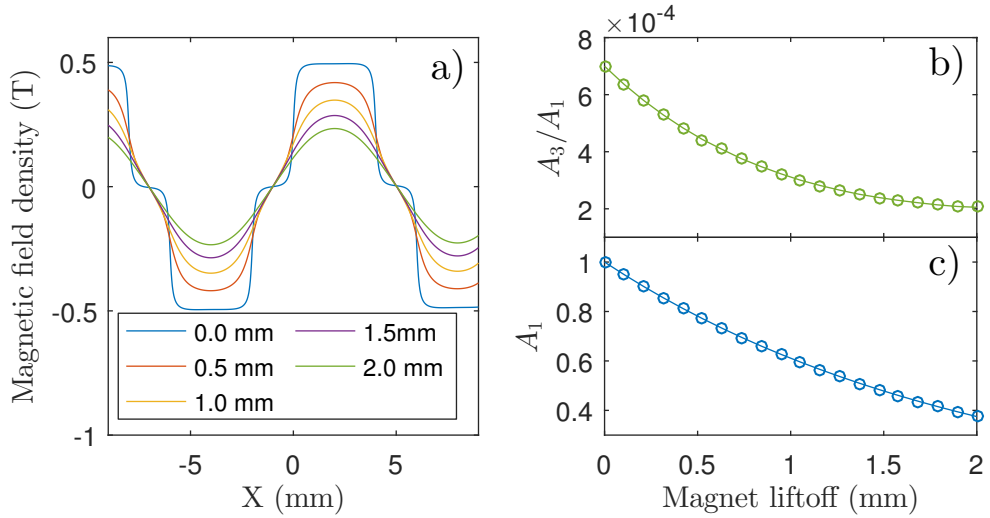 a)
Magnetic field density (T)
0.5
0
-0.5
-1
-5
0
5
X (mm)
0.0 mm
0.5 mm
1.0 mm
1.5mm
2.0 mm
×10⁻⁴
b)
A₃/A₁
8
6
4
2
c)
A₁
1
0.8
0.6
0.4
0
0.5
1
1.5
2
Magnet liftoff (mm)